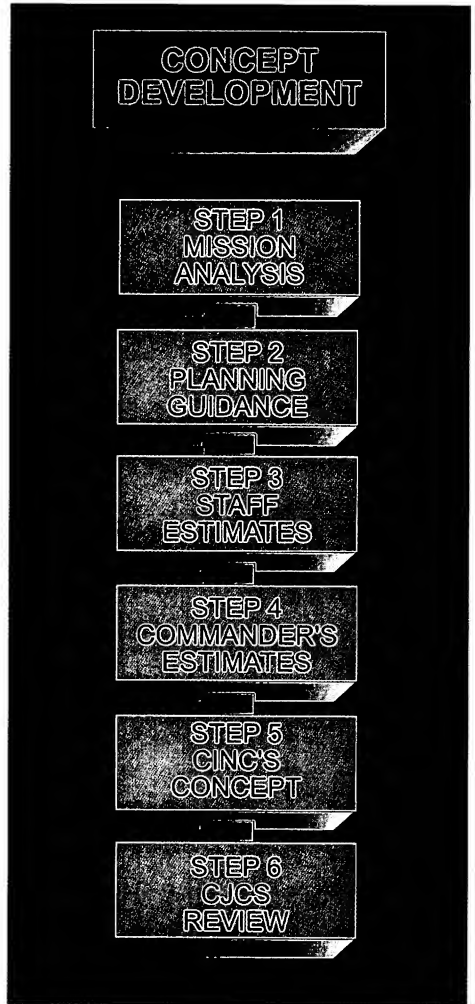 CONCEPT
DEVELOPMENT
STEP 1
MISSION
ANALYSIS
STEP 2
PLANNING
GUIDANCE
STEP 3
STAFF
ESTIMATES
STEP 4
COMMANDER'S
ESTIMATES
STEP 5
CINC'S
CONCEPT
STEP 6
CJCS
REVIEW